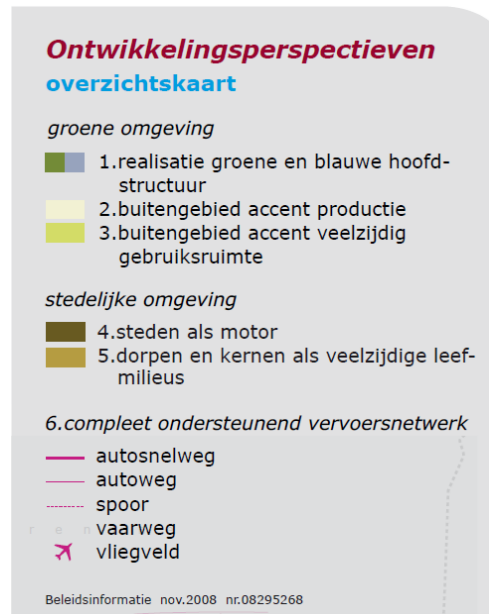 Ontwikkelingsperspectieven
overzichtskaart
groene omgeving
1.realisatie groene en blauwe hoofd-
structuur
2.buitengebied accent productie
3.buitengebied accent veelzijdig
gebruiksruimte
stedelijke omgeving
4.steden als motor
5.dorpen en kernen als veelzijdige leef-
milieus
6.compleet ondersteunend vervoersnetwerk
autosnelweg
autoweg
spoor
r e n
vaarweg
vliegveld
Beleidsinformatie nov.2008 nr.08295268